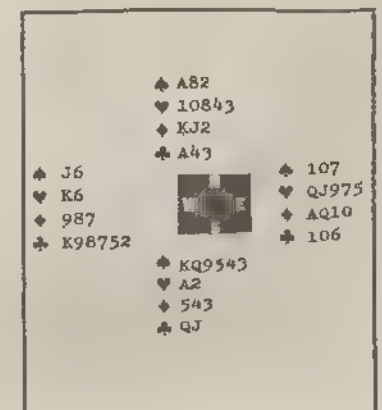 ♠ A82
♥ 10843
♦ KJ2
♣ A43
♠ J6
♥ K6
♦ 987
♣ K98752
♠ 107
♥ QJ975
♦ AQ10
♣ 106
♠ KQ9543
♥ A2
♦ 543
♣ QJ